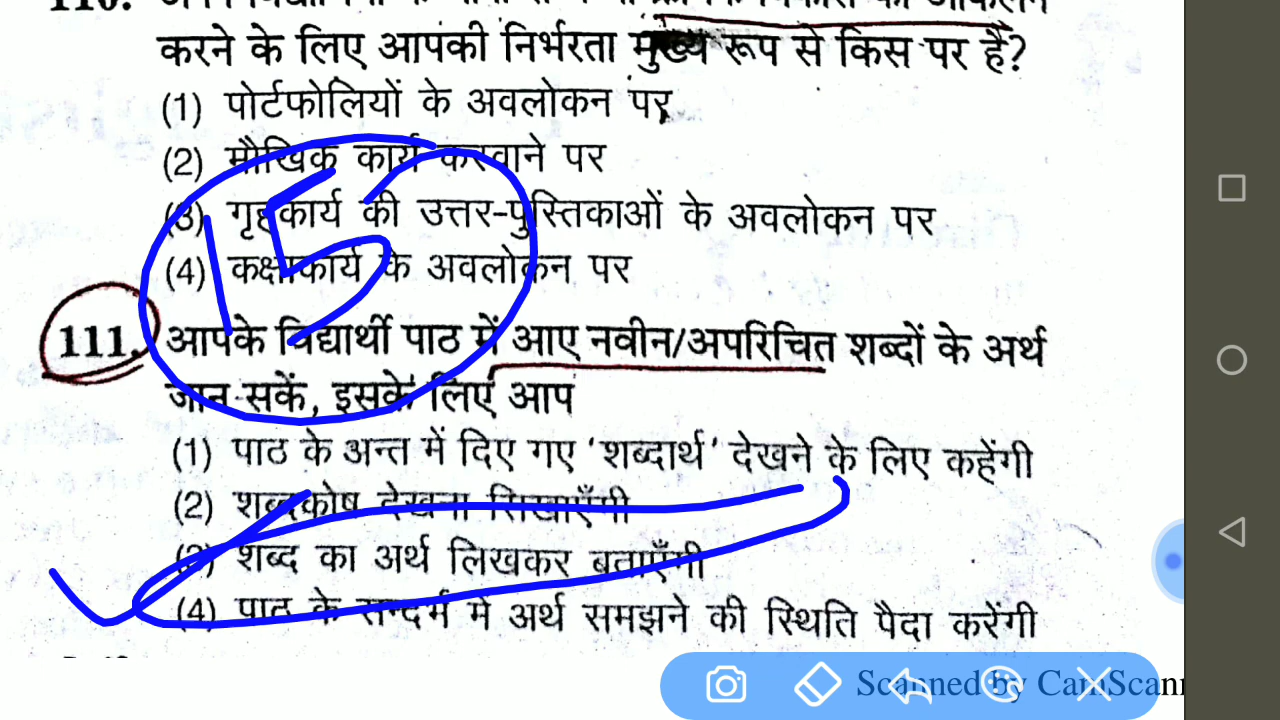 करने के लिए आपकी निर्भरता मुख्य रूप से किस पर है?
(1) पोर्टफोलियों के अवलोकन पर
(2) मौखिक कार्य करवाने पर
(3) गृहकार्य की उत्तर-पुस्तिकाओं के अवलोकन पर
(4) कक्षाकार्य के अवलोकन पर
15
111. आपके विद्यार्थी पाठ में आए नवीन/अपरिचित शब्दों के अर्थ
जान सकें, इसके लिए आप
(1) पाठ के अन्त में दिए गए 'शब्दार्थ' देखने के लिए कहेंगी
(2) शब्दकोष देखना सिखाएँगी
(3) शब्द का अर्थ लिखकर बताएँगी
(4) पाठ के सन्दर्भ में अर्थ समझने की स्थिति पैदा करेंगी
Scanned by CamScann